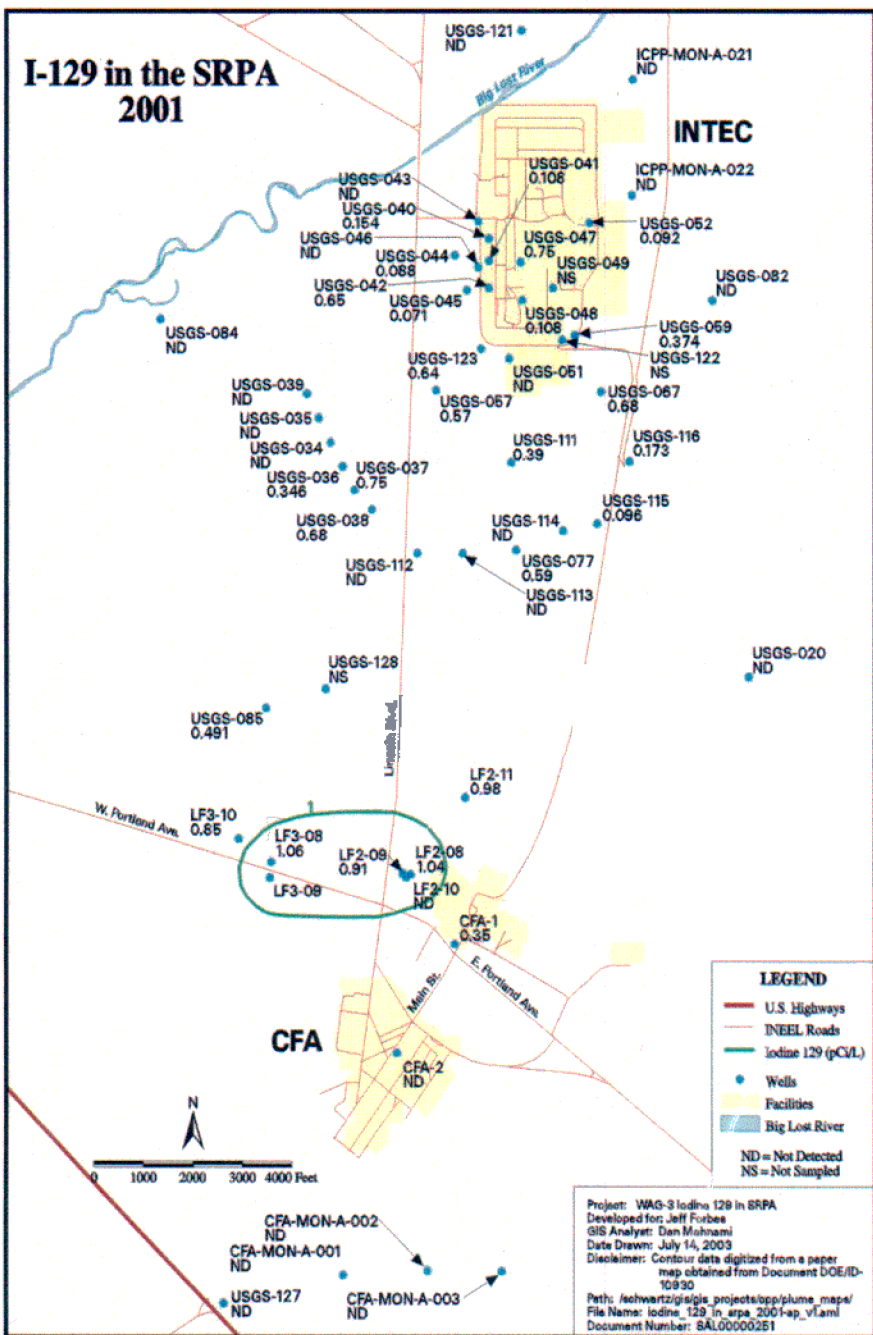 I-129 in the SRPA
2001
USGS-121
ND
ICPP-MON-A-021
ND
Big Lost River
INTEC
USGS-041
0.106
ICPP-MON-A-022
ND
USGS-043
ND
USGS-040
0.154
USGS-046
ND
USGS-044
0.088
USGS-047
0.75
USGS-052
0.092
USGS-049
NS
USGS-042
0.65
USGS-045
0.071
USGS-082
ND
USGS-048
0.108
USGS-059
0.374
USGS-084
ND
USGS-123
0.64
USGS-051
ND
USGS-122
NS
USGS-039
ND
USGS-057
0.57
USGS-067
0.68
USGS-035
ND
USGS-034
ND
USGS-111
0.39
USGS-116
0.173
USGS-036
0.346
USGS-037
0.75
USGS-038
0.68
USGS-115
0.096
USGS-114
ND
USGS-112
ND
USGS-077
0.59
USGS-113
ND
USGS-128
NS
USGS-020
ND
USGS-085
0.491
Lincoln Blvd.
LF2-11
0.98
W. Portland Ave.
LF3-10
0.85
1
LF3-08
1.06
LF2-09
0.91
LF2-08
1.04
LF3-09
LF2-10
ND
CFA-1
0.35
Main St.
E. Portland Ave.
CFA
CFA-2
ND
LEGEND
U.S. Highways
INEEL Roads
Iodine 129 (pCi/L)
Wells
Facilities
Big Lost River
ND = Not Detected
NS = Not Sampled
N
0 1000 2000 3000 4000 Feet
CFA-MON-A-002
ND
CFA-MON-A-001
ND
USGS-127
ND
CFA-MON-A-003
ND
Project: WAG-3 Iodine 129 in SRPA
Developed for: Jeff Forbes
GIS Analyst: Dan Mahnami
Date Drawn: July 14, 2003
Disclaimer: Contour data digitized from a paper
map obtained from Document DOE/ID-
10930
Path: /schwartz/gis/gis_projects/opp/plume_maps/
File Name: iodine_129_in_srpa_2001-ap_v1.aml
Document Number: SAL00000251